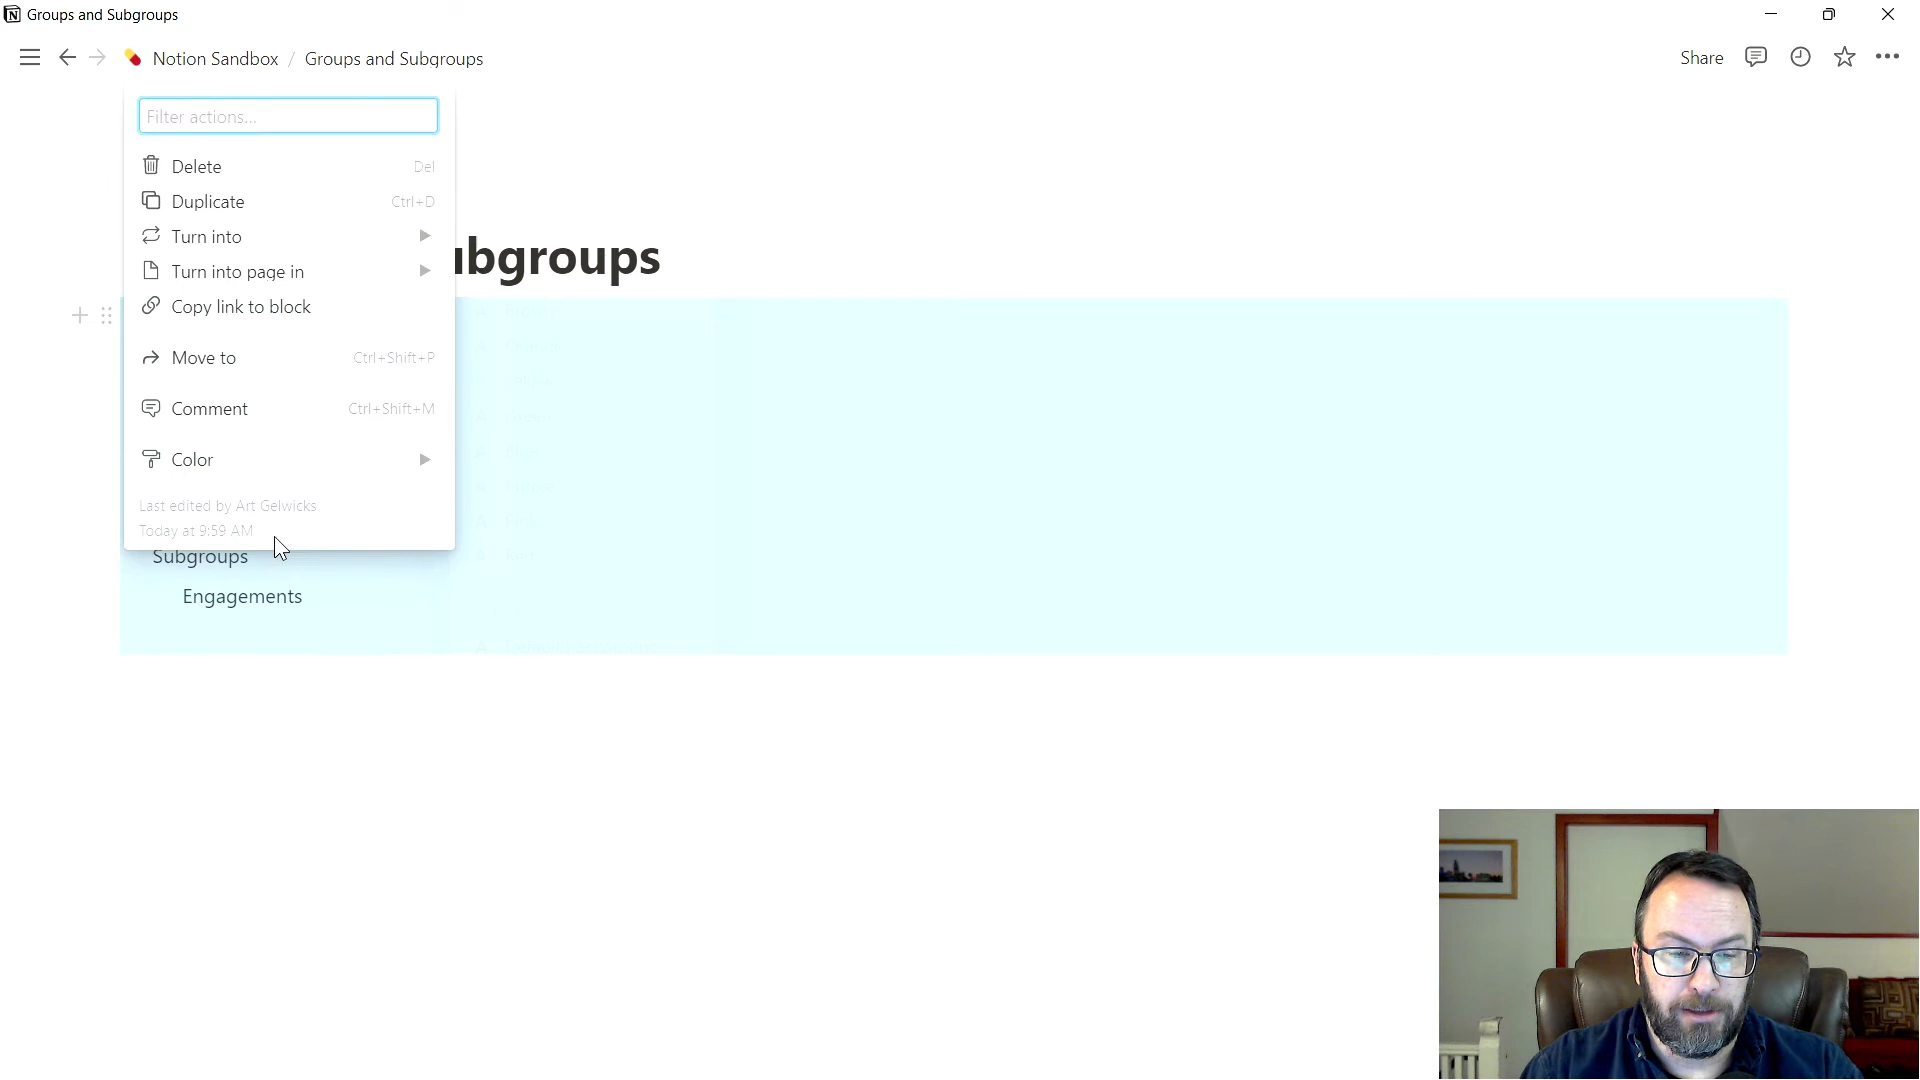 Groups and Subgroups
Notion Sandbox / Groups and Subgroups
Share
Filter actions...
Delete Del
Duplicate Ctrl+D
ubgroups
Turn into
Turn into page in
Copy link to block
Move to Ctrl+Shift+P
Comment Ctrl+Shift+M
Color
Last edited by Art Gelwicks
Today at 9:59 AM
Subgroups
Engagements